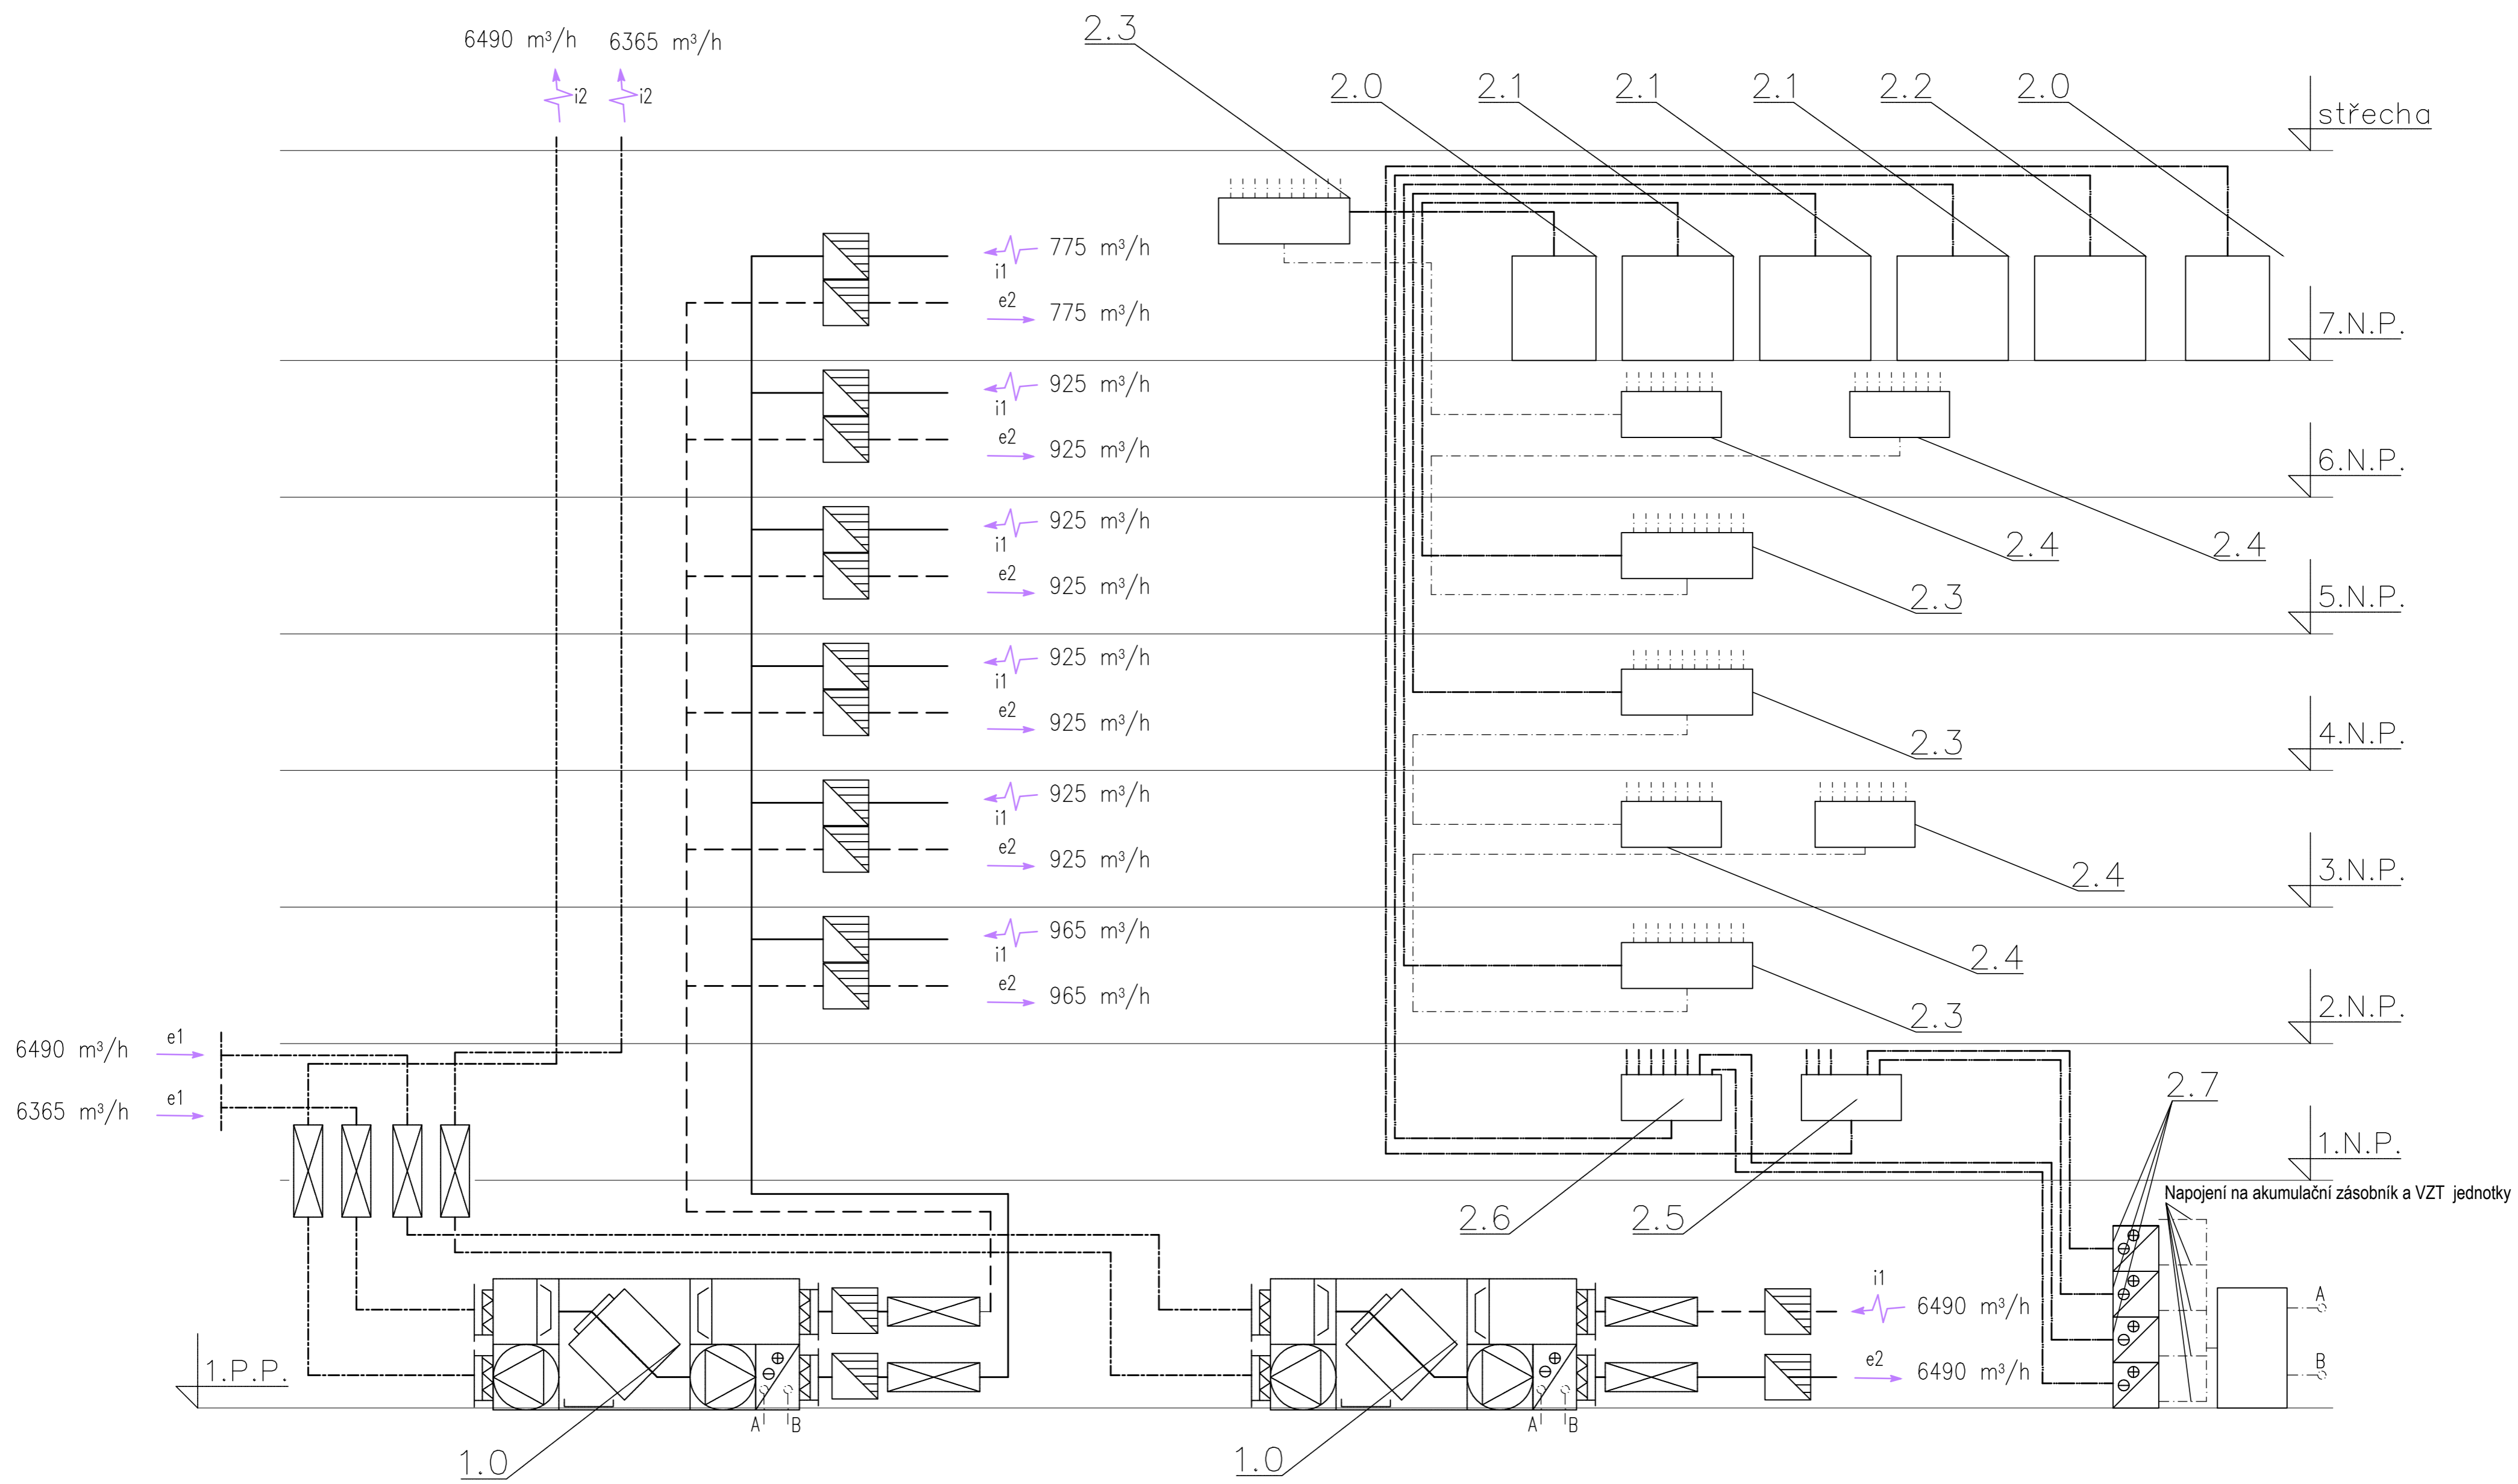 2.3
6490 m³/h 6365 m³/h
i2 i2
2.0 2.1 2.1 2.1 2.2 2.0
střecha
775 m³/h
i1
e2
775 m³/h
7.N.P.
925 m³/h
i1
e2
925 m³/h
6.N.P.
925 m³/h
i1
e2
925 m³/h
2.4 2.4
2.3
5.N.P.
925 m³/h
i1
e2
925 m³/h
2.3
4.N.P.
925 m³/h
i1
e2
925 m³/h
2.4
3.N.P.
965 m³/h
i1
e2
965 m³/h
2.4
2.3
2.N.P.
6490 m³/h e1
6365 m³/h e1
2.7
1.N.P.
Napojení na akumulační zásobník a VZT jednotky
2.6 2.5
i1
6490 m³/h
e2
6490 m³/h
A
B
1.P.P.
A B
A B
1.0 1.0